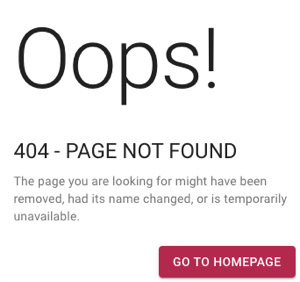 Oops!
404 - PAGE NOT FOUND
The page you are looking for might have been
removed, had its name changed, or is temporarily
unavailable.
GO TO HOMEPAGE